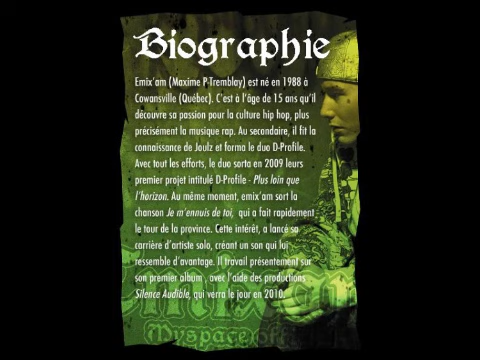 Biographie
Emix'am (Maxime P-Tremblay) est né en 1988 à
Cowansville (Québec). C'est à l'âge de 15 ans qu'il
découvre sa passion pour la culture hip hop, plus
précisément la musique rap. Au secondaire, il fit la
connaissance de Joulz et forma le duo D-Profile.
Avec tout les efforts, le duo sorta en 2009 leurs
premier projet intitulé D-Profile - Plus loin que
l'horizon. Au même moment, emix'am sort la
chanson Je m'ennuis de toi, qui a fait rapidement
le tour de la province. Cette intérêt, a lancé sa
carrière d'artiste solo, créant un son qui lui
ressemble d'avantage. Il travail présentement sur
son premier album avec l'aide des productions
Silence Audible, qui verra le jour en 2010.
Myspace